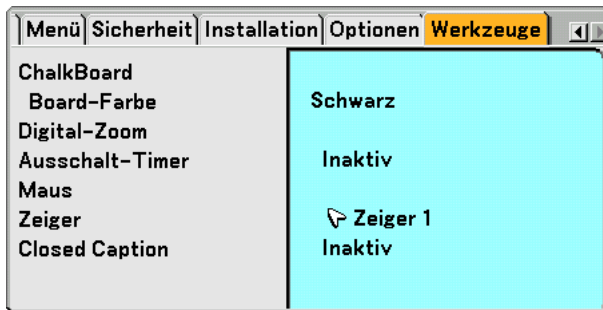 Menü Sicherheit Installation Optionen Werkzeuge
ChalkBoard
Board-Farbe Schwarz
Digital-Zoom
Ausschalt-Timer Inaktiv
Maus
Zeiger Zeiger 1
Closed Caption Inaktiv